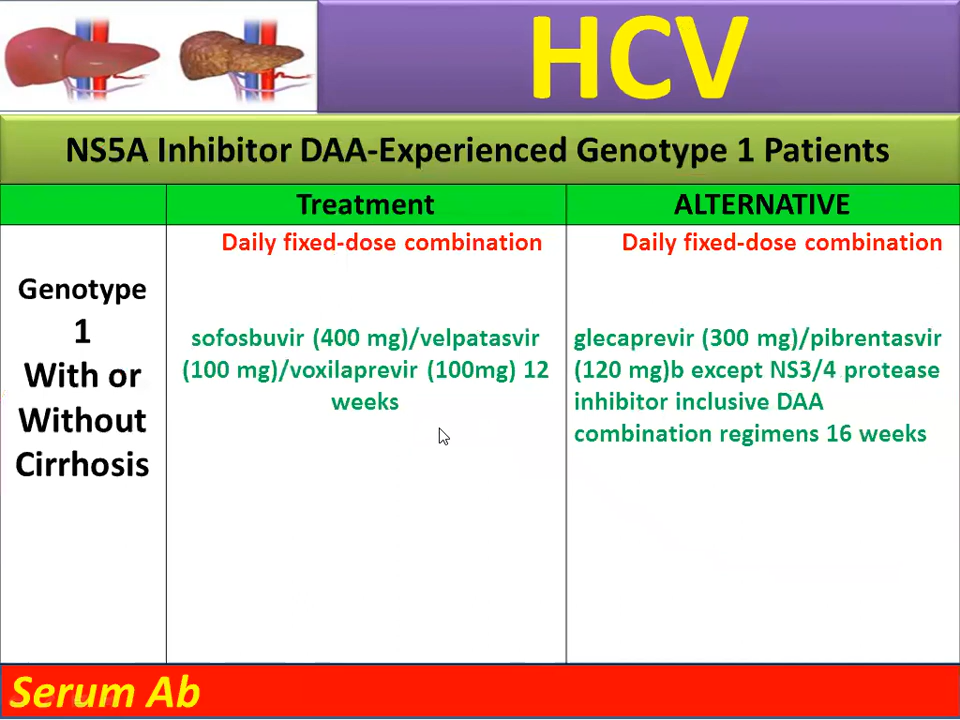 HCV
NS5A Inhibitor DAA-Experienced Genotype 1 Patients
Treatment
ALTERNATIVE
Genotype
1
With or
Without
Cirrhosis
Daily fixed-dose combination
sofosbuvir (400 mg)/velpatasvir
(100 mg)/voxilaprevir (100mg) 12
weeks
Daily fixed-dose combination
glecaprevir (300 mg)/pibrentasvir
(120 mg)b except NS3/4 protease
inhibitor inclusive DAA
combination regimens 16 weeks
Serum Ab